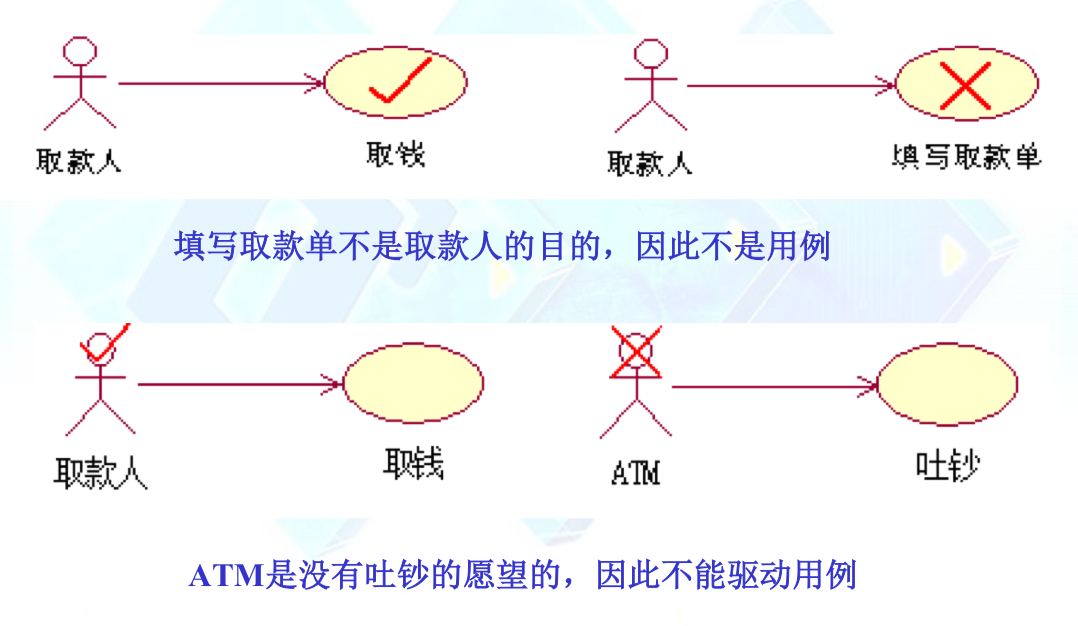 取款人
取钱
取款人
填写取款单
填写取款单不是取款人的目的，因此不是用例
取款人
取钱
ATM
吐钞
ATM是没有吐钞的愿望的，因此不能驱动用例